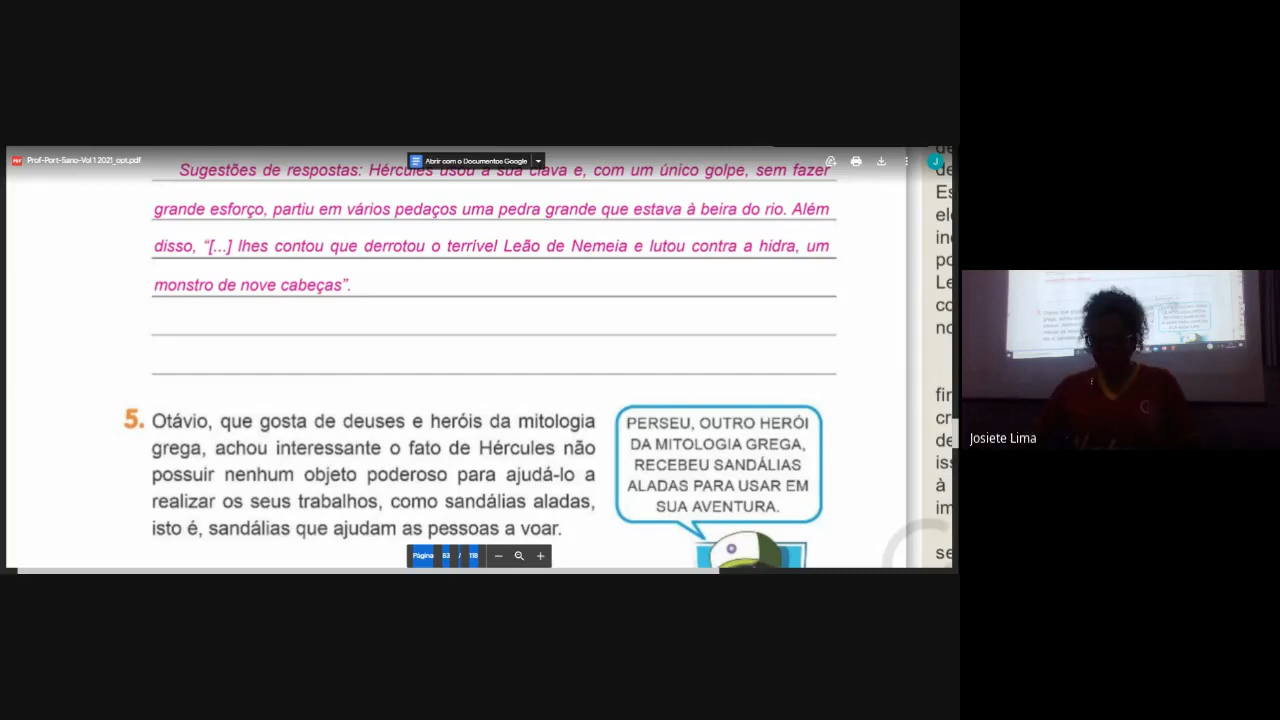 Prof-Port-5ano-Vol 1 2021_opt.pdf
Abrir com o Documentos Google
J
Sugestões de respostas: Hércules usou a sua clava e, com um único golpe, sem fazer
grande esforço, partiu em vários pedaços uma pedra grande que estava à beira do rio. Além
disso, “[...] lhes contou que derrotou o terrível Leão de Nemeia e lutou contra a hidra, um
monstro de nove cabeças”.
5. Otávio, que gosta de deuses e heróis da mitologia
grega, achou interessante o fato de Hércules não
possuir nenhum objeto poderoso para ajudá-lo a
realizar os seus trabalhos, como sandálias aladas,
isto é, sandálias que ajudam as pessoas a voar.
PERSEU, OUTRO HERÓI
DA MITOLOGIA GREGA,
RECEBEU SANDÁLIAS
ALADAS PARA USAR EM
SUA AVENTURA.
Página 83 / 118
Josiete Lima